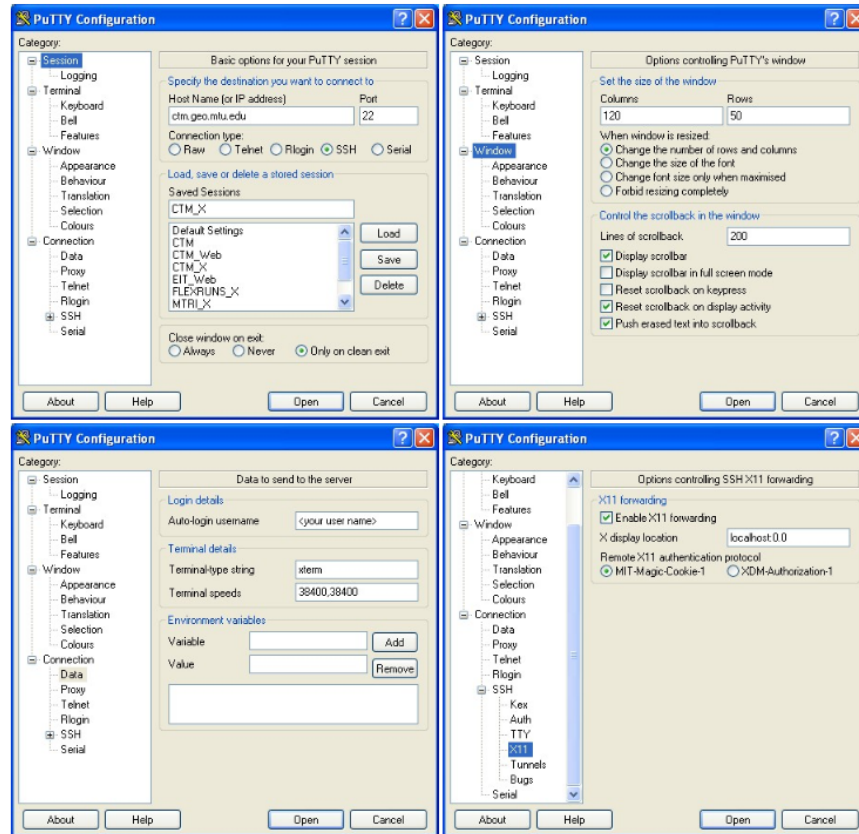 PuTTY Configuration
Category:
Session
Logging
Terminal
Keyboard
Bell
Features
Window
Appearance
Behaviour
Translation
Selection
Colours
Connection
Data
Proxy
Telnet
Rlogin
SSH
Serial
Basic options for your PuTTY session
Specify the destination you want to connect to
Host Name (or IP address) Port
ctm.geo.mtu.edu 22
Connection type:
Raw Telnet Rlogin SSH Serial
Load, save or delete a stored session
Saved Sessions
CTM_X
Default Settings
CTM
CTM_Web
CTM_X
EIT_Web
FLEXRUNS_X
MTRI_X
Load
Save
Delete
Close window on exit:
Always Never Only on clean exit
About Help Open Cancel
PuTTY Configuration
Category:
Session
Logging
Terminal
Keyboard
Bell
Features
Window
Appearance
Behaviour
Translation
Selection
Colours
Connection
Data
Proxy
Telnet
Rlogin
SSH
Serial
Options controlling PuTTY's window
Set the size of the window
Columns Rows
120 50
When window is resized:
Change the number of rows and columns
Change the size of the font
Change font size only when maximised
Forbid resizing completely
Control the scrollback in the window
Lines of scrollback 200
Display scrollbar
Display scrollbar in full screen mode
Reset scrollback on keypress
Reset scrollback on display activity
Push erased text into scrollback
About Help Open Cancel
PuTTY Configuration
Category:
Session
Logging
Terminal
Keyboard
Bell
Features
Window
Appearance
Behaviour
Translation
Selection
Colours
Connection
Data
Proxy
Telnet
Rlogin
SSH
Serial
Data to send to the server
Login details
Auto-login username <your user name>
Terminal details
Terminal-type string xterm
Terminal speeds 38400,38400
Environment variables
Variable Add
Value Remove
About Help Open Cancel
PuTTY Configuration
Category:
Keyboard
Bell
Features
Window
Appearance
Behaviour
Translation
Selection
Colours
Connection
Data
Proxy
Telnet
Rlogin
SSH
Kex
Auth
TTY
X11
Tunnels
Bugs
Serial
Options controlling SSH X11 forwarding
X11 forwarding
Enable X11 forwarding
X display location localhost:0.0
Remote X11 authentication protocol
MIT-Magic-Cookie-1 XDM-Authorization-1
About Help Open Cancel